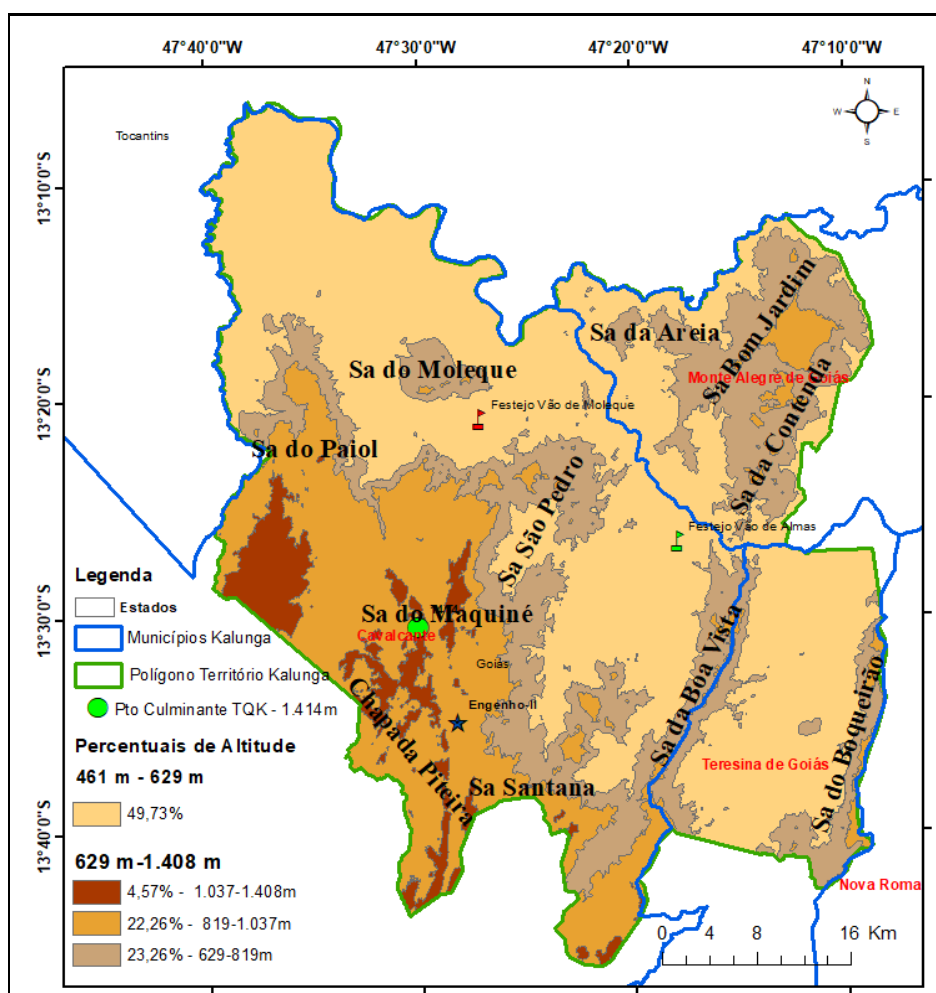 47°40'0"W 47°30'0"W 47°20'0"W 47°10'0"W
N
W E
S
Tocantins
13°10'0"S
13°20'0"S
13°30'0"S
13°40'0"S
Sa da Areia
Sa Bom Jardim
Sa do Moleque
Monte Alegre de Goiás
Festejo Vão de Moleque
Sa da Contenda
Sa do Paiol
Sa São Pedro
Festejo Vão de Almas
Sa do Maquiné
Cavalcante
Goiás
Sa da Boa Vista
Chapada Piteira
Engenho-II
Sa do Boqueirão
Teresina de Goiás
Sa Santana
Nova Roma
Legenda
Estados
Municípios Kalunga
Polígono Território Kalunga
Pto Culminante TQK - 1.414m
Percentuais de Altitude
461 m - 629 m
49,73%
629 m-1.408 m
4,57% - 1.037-1.408m
22,26% - 819-1.037m
23,26% - 629-819m
0 4 8 16 Km